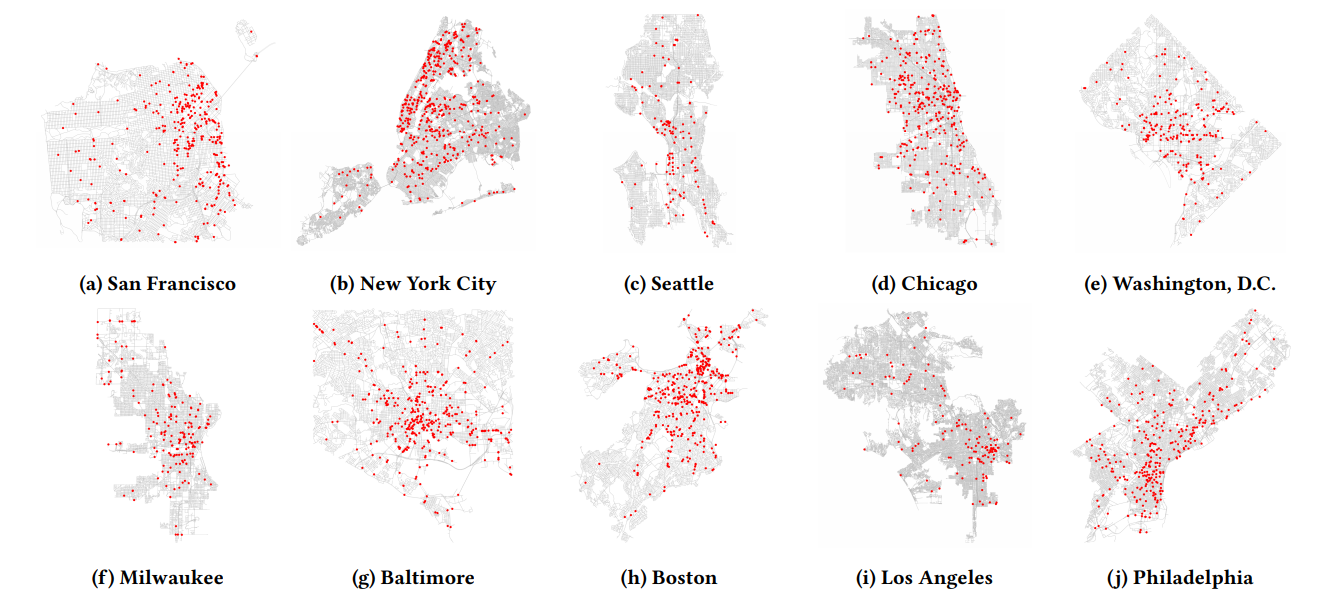 (a) San Francisco
(b) New York City
(c) Seattle
(d) Chicago
(e) Washington, D.C.
(f) Milwaukee
(g) Baltimore
(h) Boston
(i) Los Angeles
(j) Philadelphia